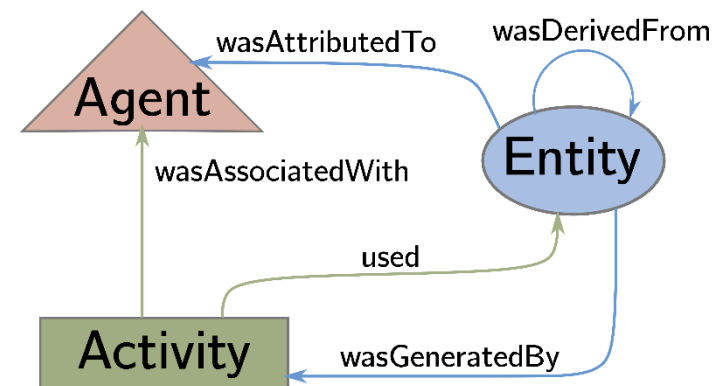 wasDerivedFrom
wasAttributedTo
Agent
Entity
wasAssociatedWith
used
Activity
wasGeneratedBy